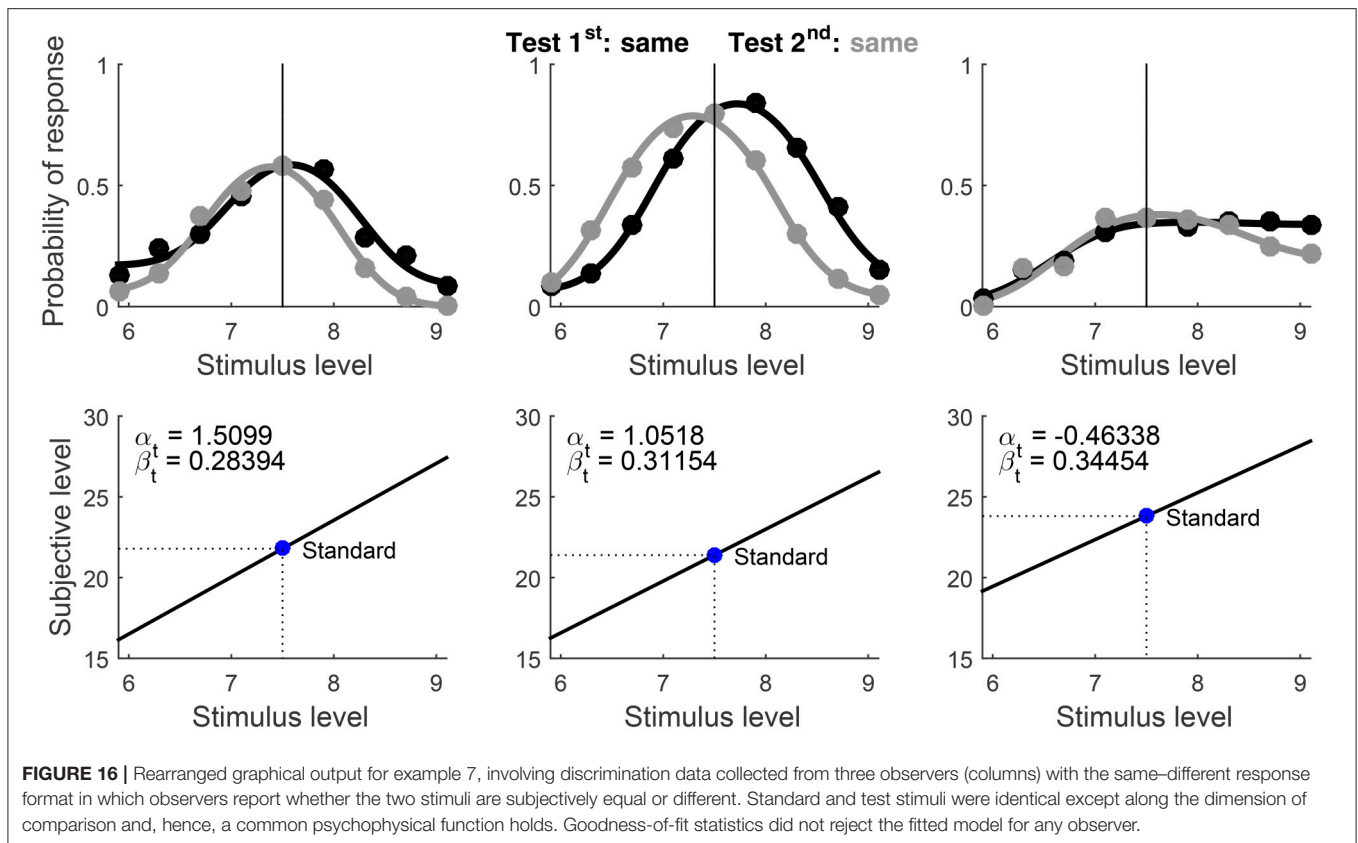 Test 1st: same Test 2nd: same
Probability of response
1
0.5
0
6 7 8 9
Stimulus level
1
0.5
0
6 7 8 9
Stimulus level
1
0.5
0
6 7 8 9
Stimulus level
Subjective level
30
25
20
15
αt = 1.5099
βt = 0.28394
Standard
6 7 8 9
Stimulus level
30
25
20
15
αt = 1.0518
βt = 0.31154
Standard
6 7 8 9
Stimulus level
30
25
20
15
αt = -0.46338
βt = 0.34454
Standard
6 7 8 9
Stimulus level
FIGURE 16 | Rearranged graphical output for example 7, involving discrimination data collected from three observers (columns) with the same–different response
format in which observers report whether the two stimuli are subjectively equal or different. Standard and test stimuli were identical except along the dimension of
comparison and, hence, a common psychophysical function holds. Goodness-of-fit statistics did not reject the fitted model for any observer.